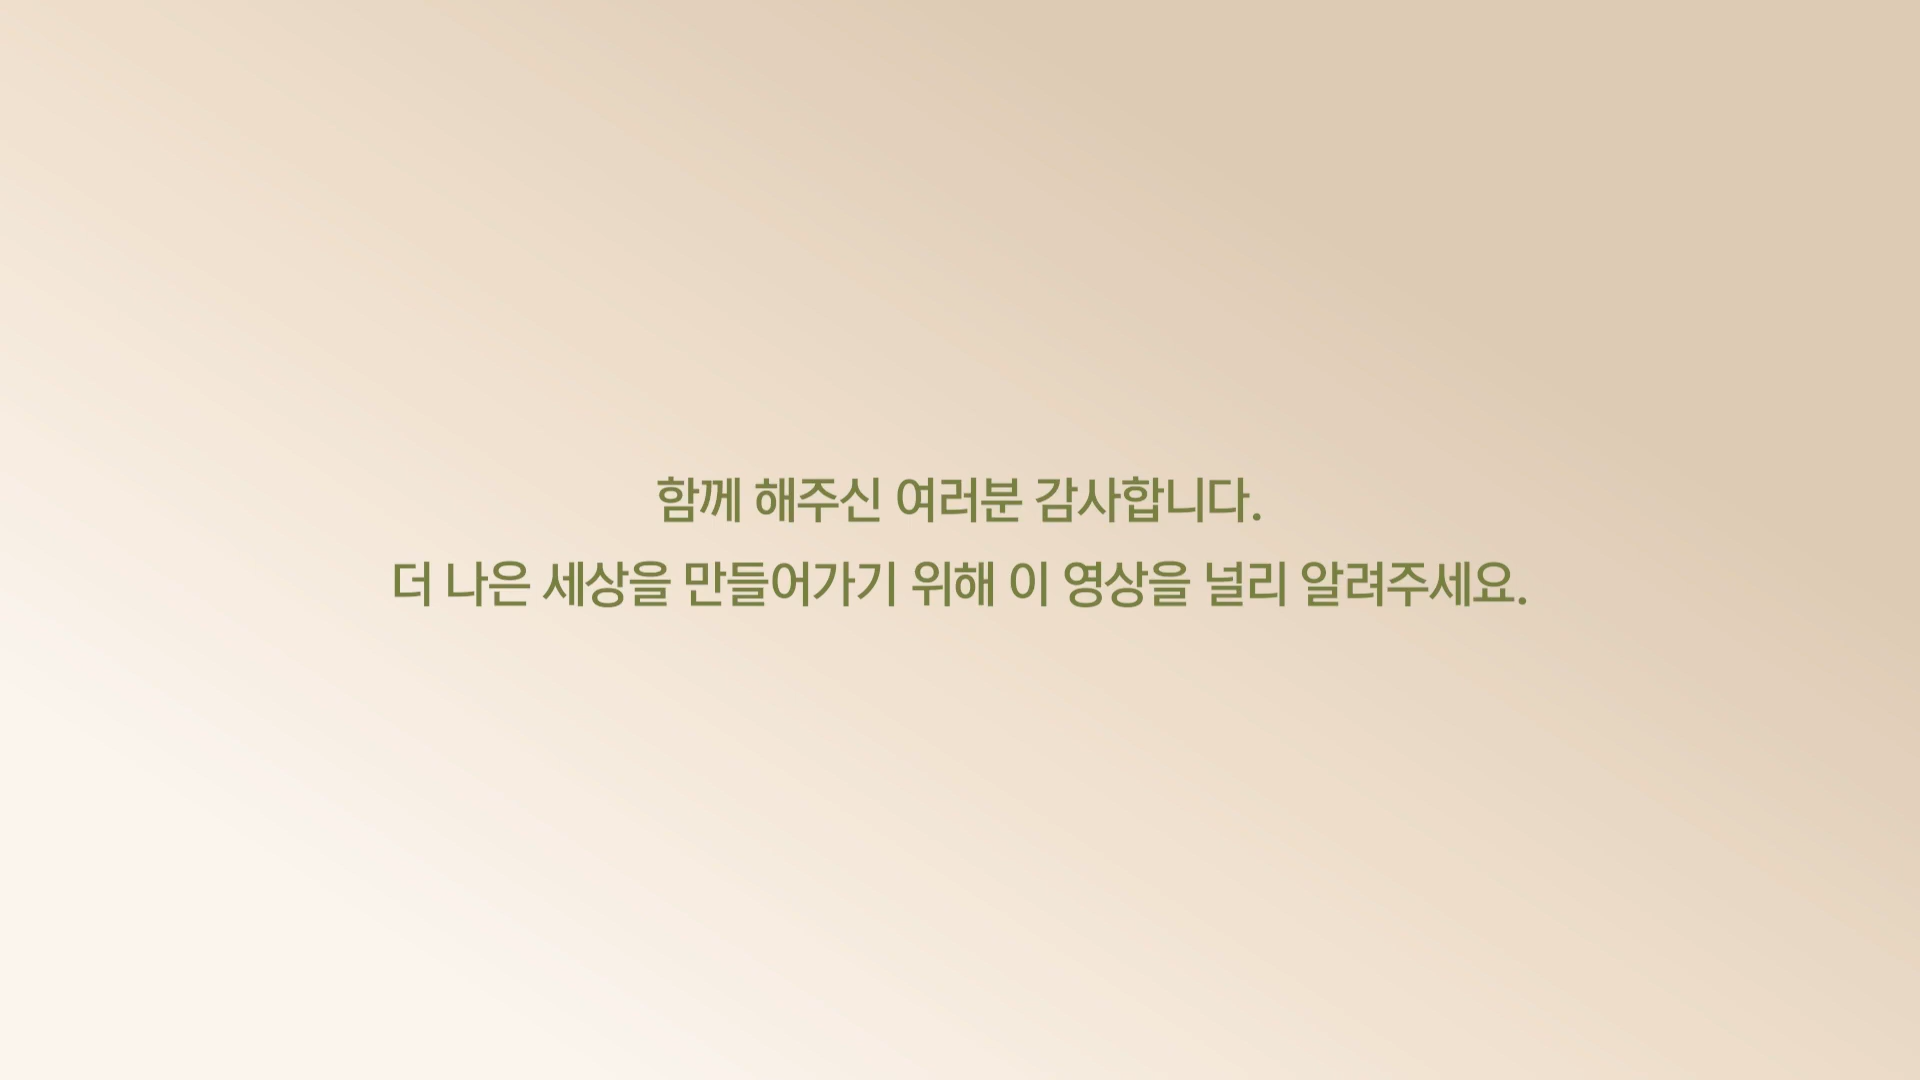 함께 해주신 여러분 감사합니다.
더 나은 세상을 만들어가기 위해 이 영상을 널리 알려주세요.